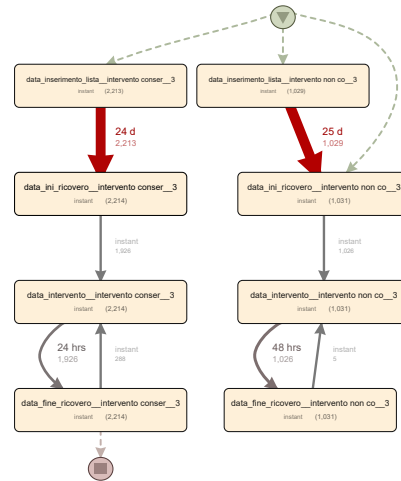 data_inserimento_lista__intervento conser__3
instant (2,213)
data_inserimento_lista__intervento non co__3
instant (1,029)
24 d
2,213
25 d
1,029
data_ini_ricovero__intervento conser__3
instant (2,214)
data_ini_ricovero__intervento non co__3
instant (1,031)
instant
1,926
instant
1,026
data_intervento__intervento conser__3
instant (2,214)
data_intervento__intervento non co__3
instant (1,031)
24 hrs
1,926
instant
288
48 hrs
1,026
instant
5
data_fine_ricovero__intervento conser__3
instant (2,214)
data_fine_ricovero__intervento non co__3
instant (1,031)